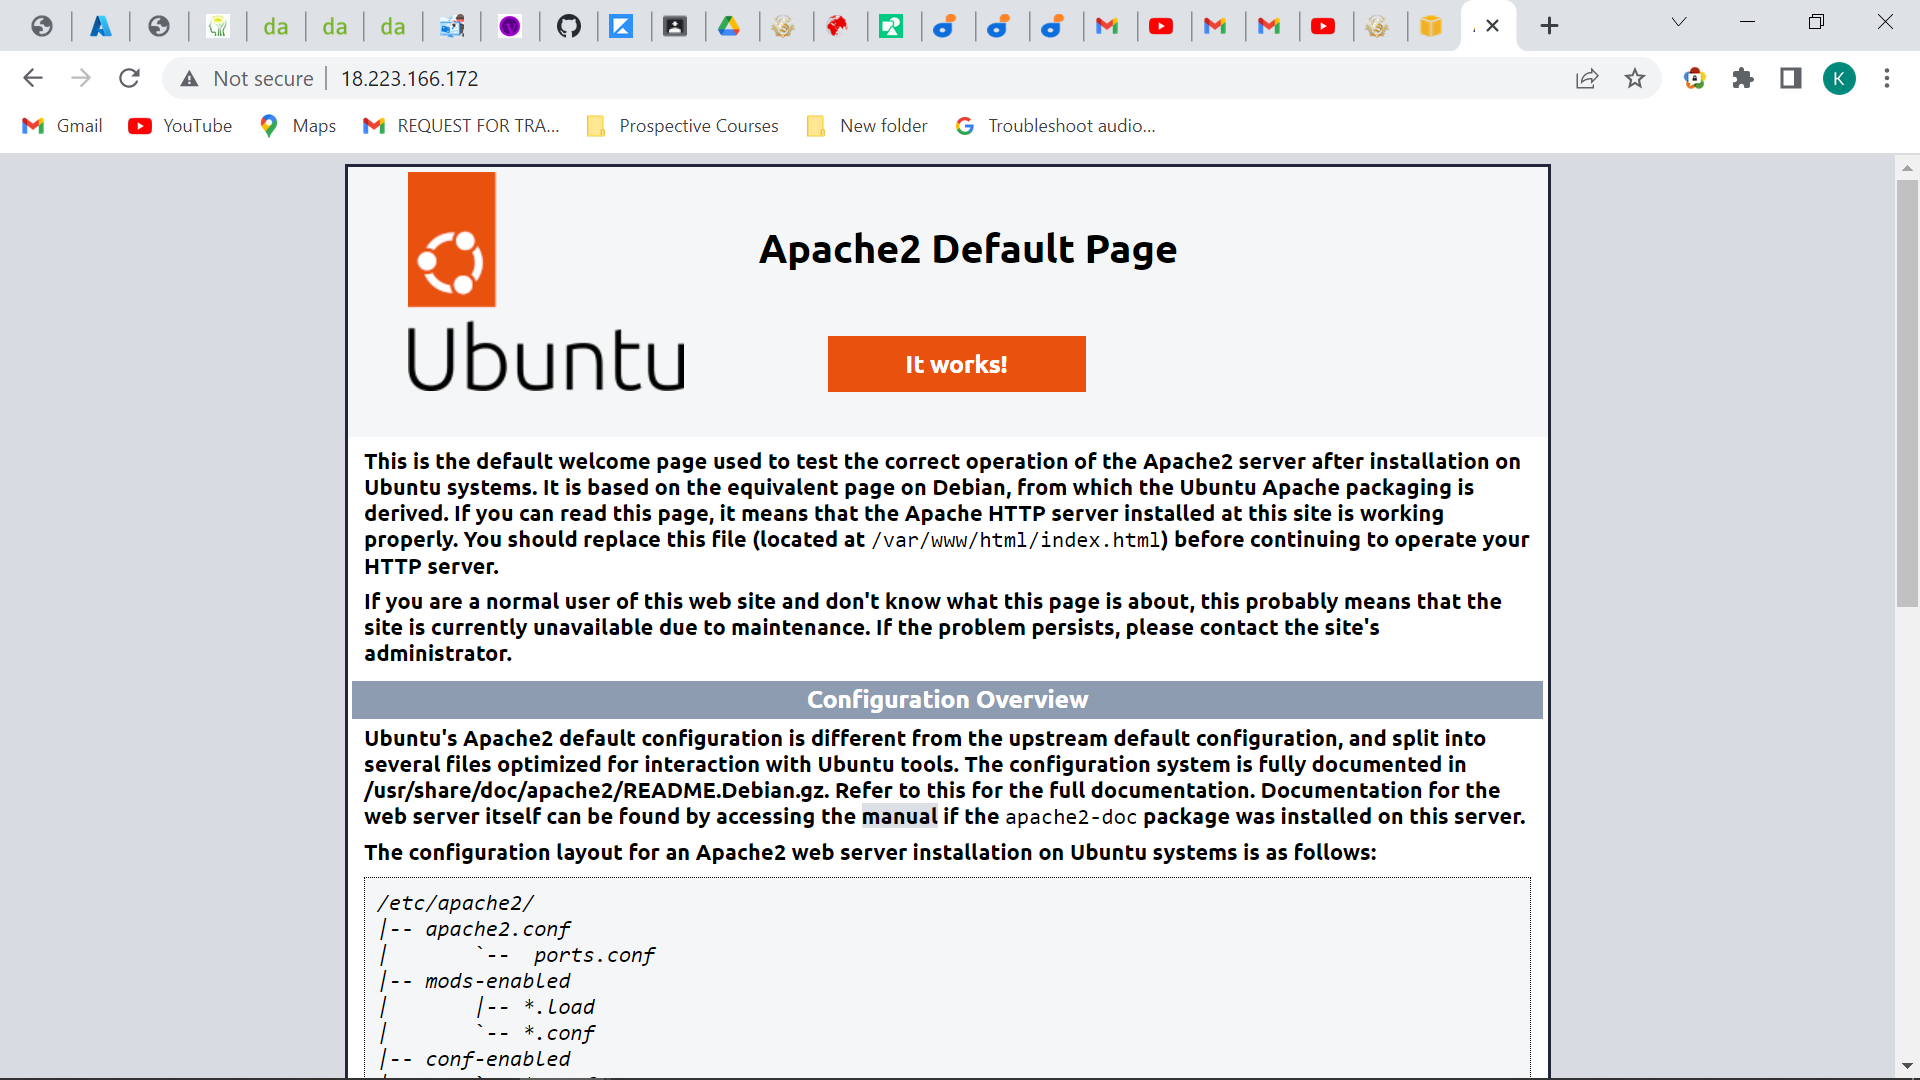 da
da
da
Not secure
18.223.166.172
K
Gmail
YouTube
Maps
REQUEST FOR TRA...
Prospective Courses
New folder
Troubleshoot audio...
Ubuntu
Apache2 Default Page
It works!
This is the default welcome page used to test the correct operation of the Apache2 server after installation on
Ubuntu systems. It is based on the equivalent page on Debian, from which the Ubuntu Apache packaging is
derived. If you can read this page, it means that the Apache HTTP server installed at this site is working
properly. You should replace this file (located at /var/www/html/index.html) before continuing to operate your
HTTP server.
If you are a normal user of this web site and don't know what this page is about, this probably means that the
site is currently unavailable due to maintenance. If the problem persists, please contact the site's
administrator.
Configuration Overview
Ubuntu's Apache2 default configuration is different from the upstream default configuration, and split into
several files optimized for interaction with Ubuntu tools. The configuration system is fully documented in
/usr/share/doc/apache2/README.Debian.gz. Refer to this for the full documentation. Documentation for the
web server itself can be found by accessing the manual if the apache2-doc package was installed on this server.
The configuration layout for an Apache2 web server installation on Ubuntu systems is as follows:
/etc/apache2/
|-- apache2.conf
|       `--  ports.conf
|-- mods-enabled
|       |-- *.load
|       `-- *.conf
|-- conf-enabled